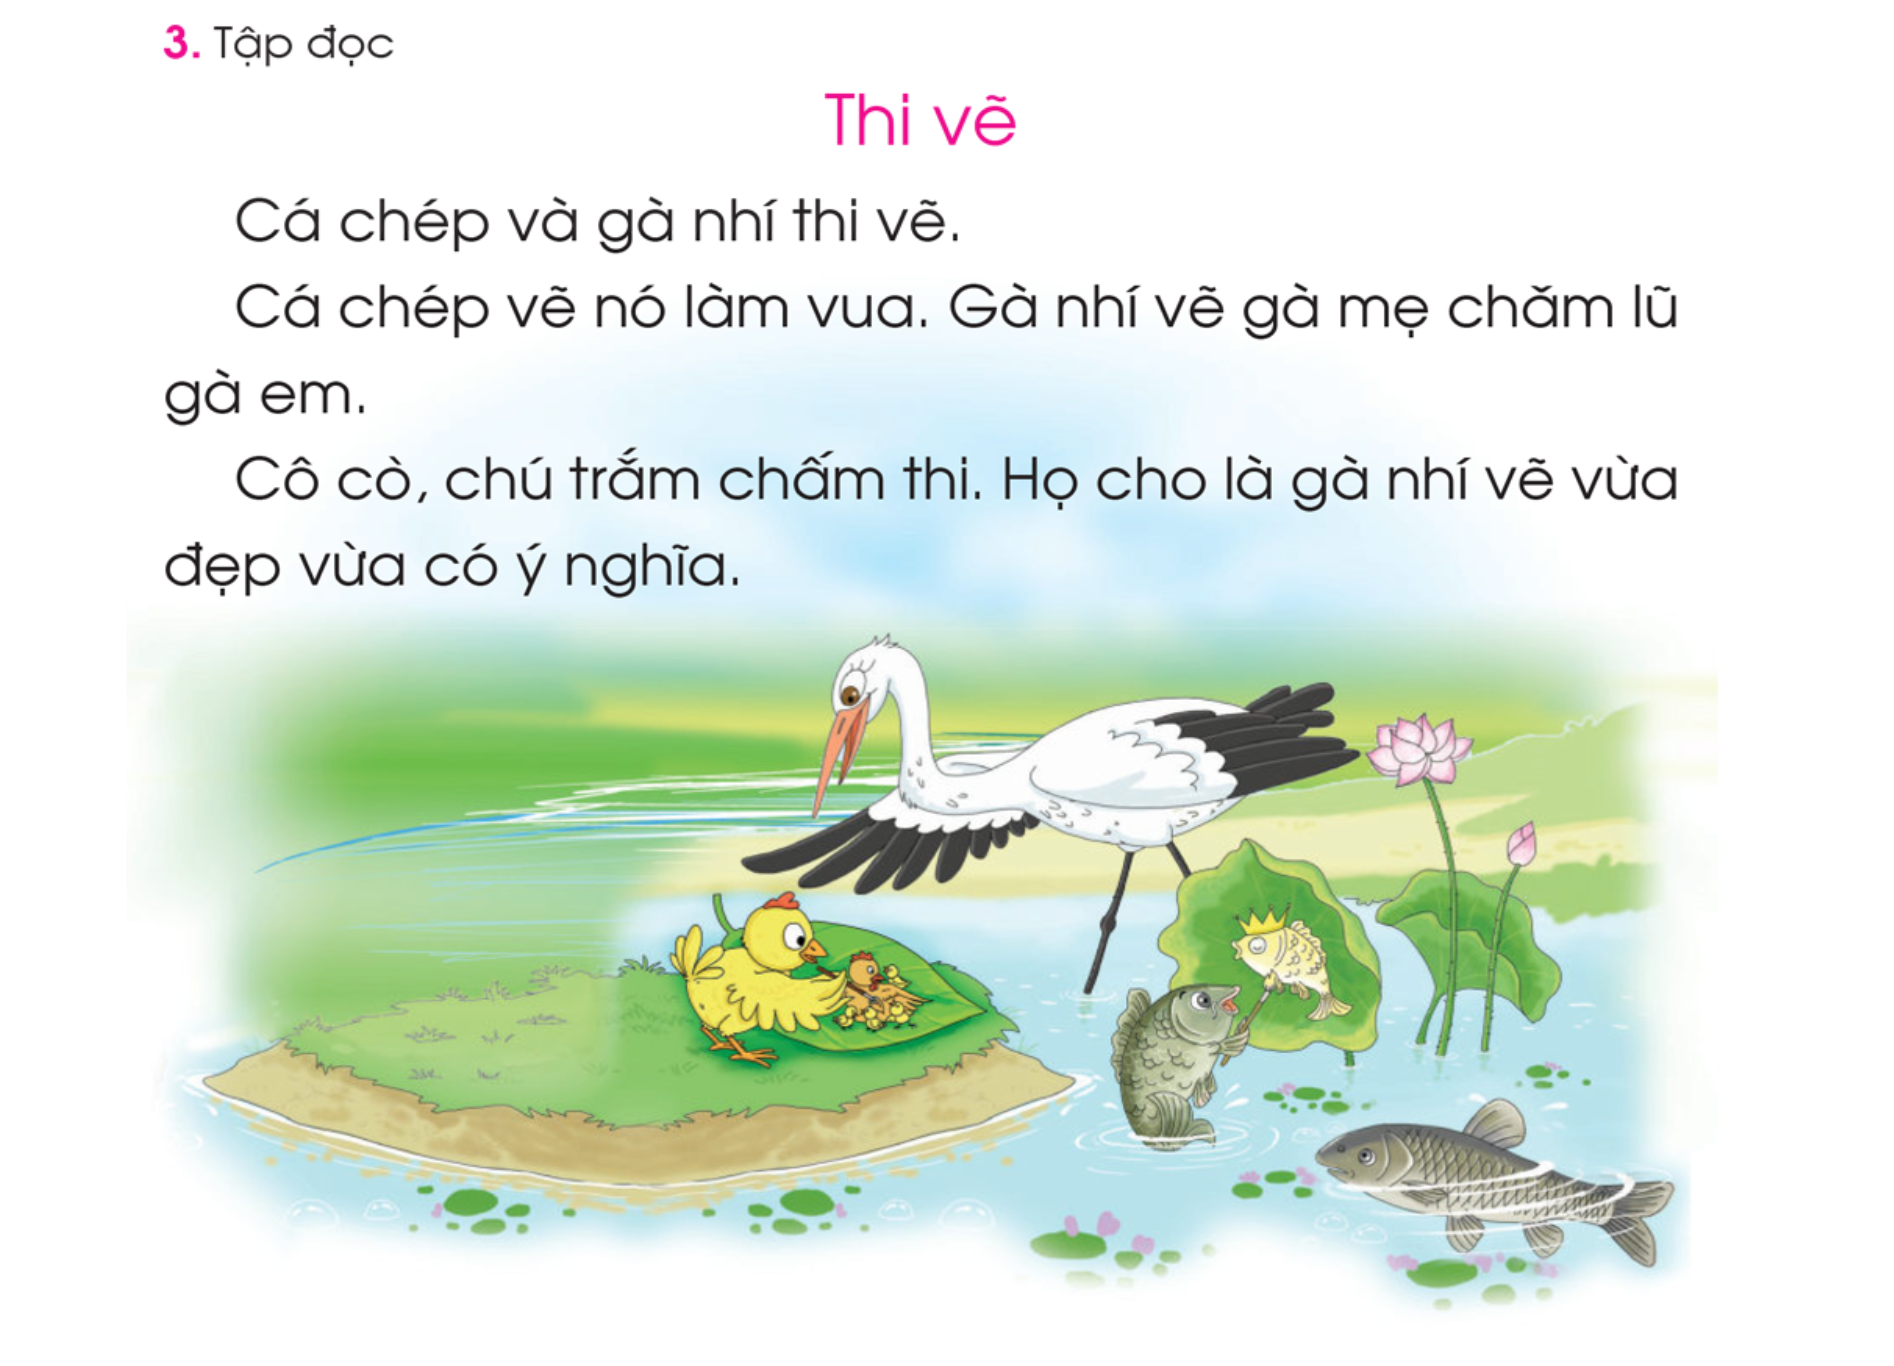 3. Tập đọc
Thi vẽ
Cá chép và gà nhí thi vẽ.
Cá chép vẽ nó làm vua. Gà nhí vẽ gà mẹ chăm lũ
gà em.
Cô cò, chú trắm chấm thi. Họ cho là gà nhí vẽ vừa
đẹp vừa có ý nghĩa.